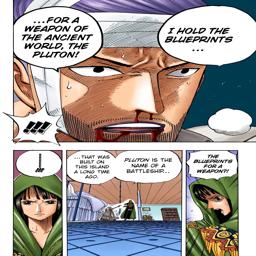 I HOLD THE
BLUEPRINTS
...
...FOR A
WEAPON OF
THE ANCIENT
WORLD, THE
PLUTON!
!!!
THE
BLUEPRINTS
FOR A
WEAPON?!
PLUTON IS THE
NAME OF A
BATTLESHIP...
...THAT WAS
BUILT ON
THIS ISLAND
A LONG TIME
AGO.
!!!